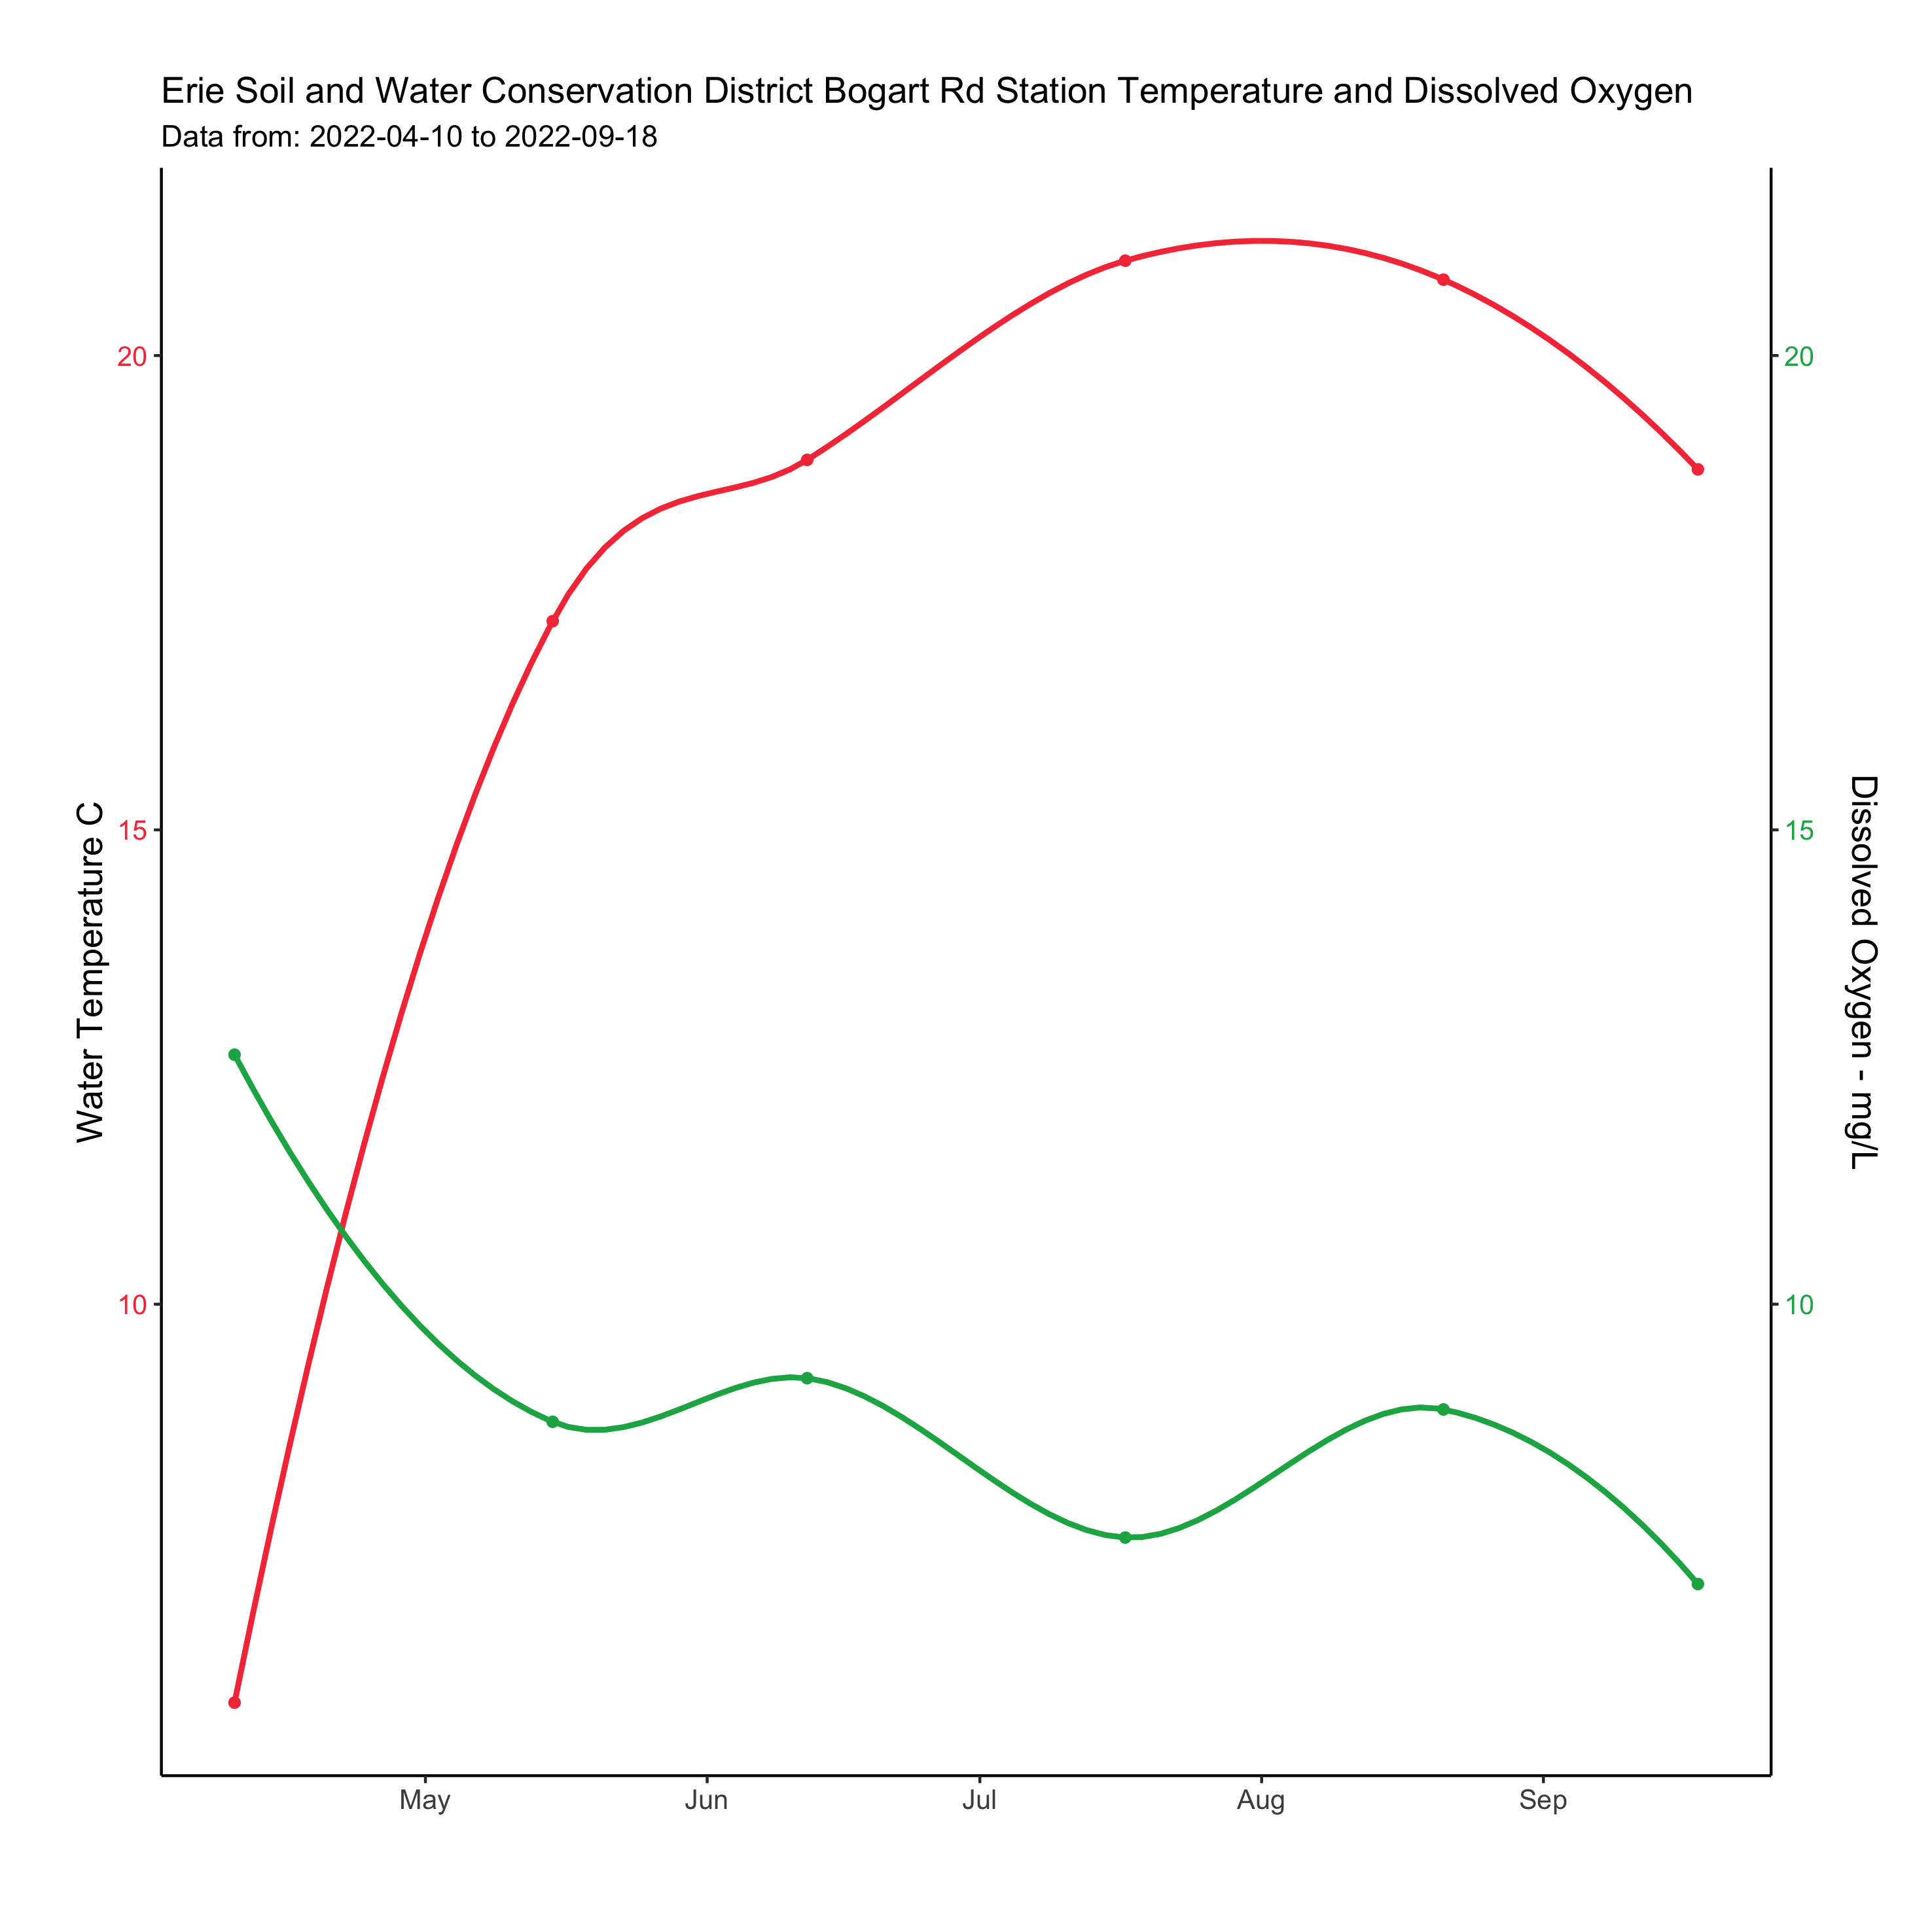 Erie Soil and Water Conservation District Bogart Rd Station Temperature and Dissolved Oxygen
Data from: 2022-04-10 to 2022-09-18
Water Temperature C
20
15
10
20
15
10
Dissolved Oxygen - mg/L
May Jun Jul Aug Sep